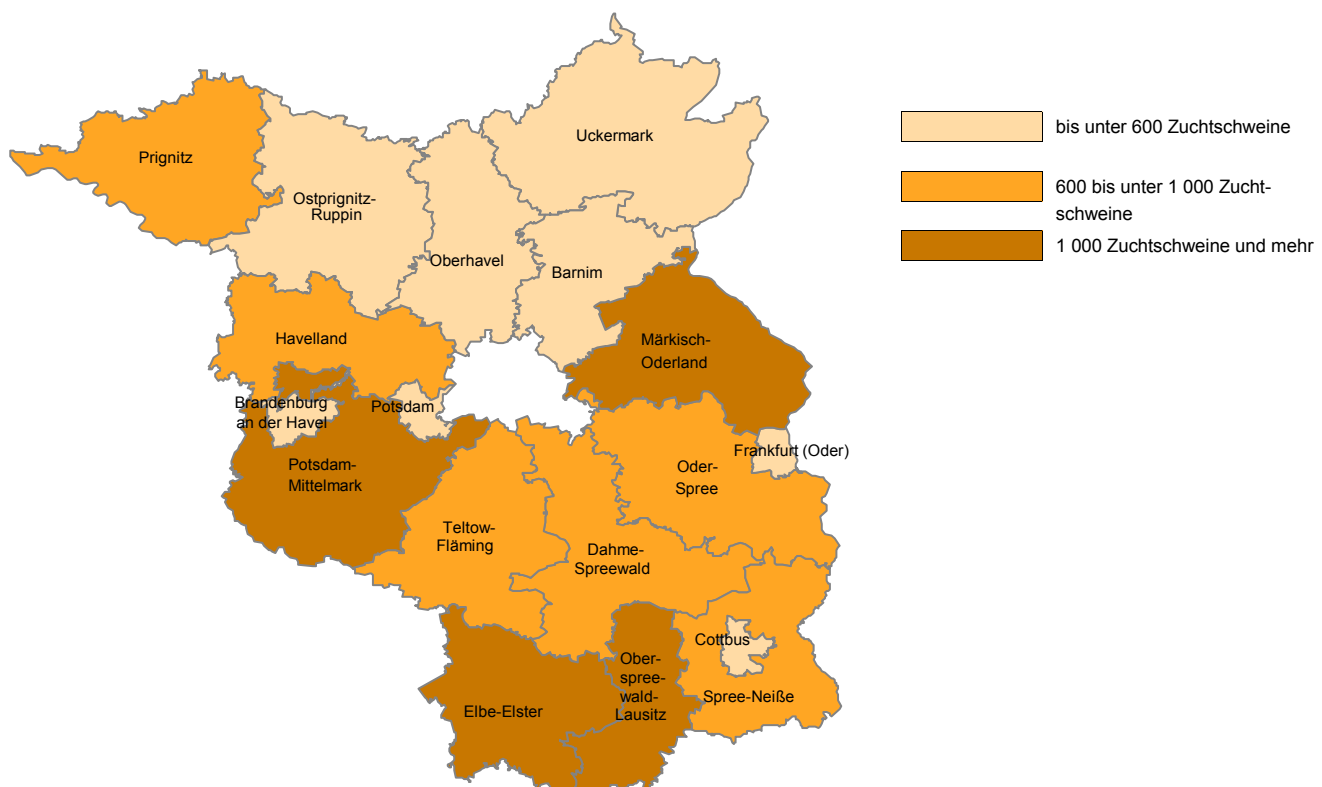 Uckermark
bis unter 600 Zuchtschweine
Prignitz
600 bis unter 1 000 Zucht-
schweine
Ostprignitz-
Ruppin
1 000 Zuchtschweine und mehr
Oberhavel
Barnim
Havelland
Märkisch-
Oderland
Brandenburg
an der Havel
Potsdam
Frankfurt (Oder)
Potsdam-
Mittelmark
Oder-
Spree
Teltow-
Fläming
Dahme-
Spreewald
Cottbus
Ober-
spree-
wald-
Lausitz
Spree-Neiße
Elbe-Elster